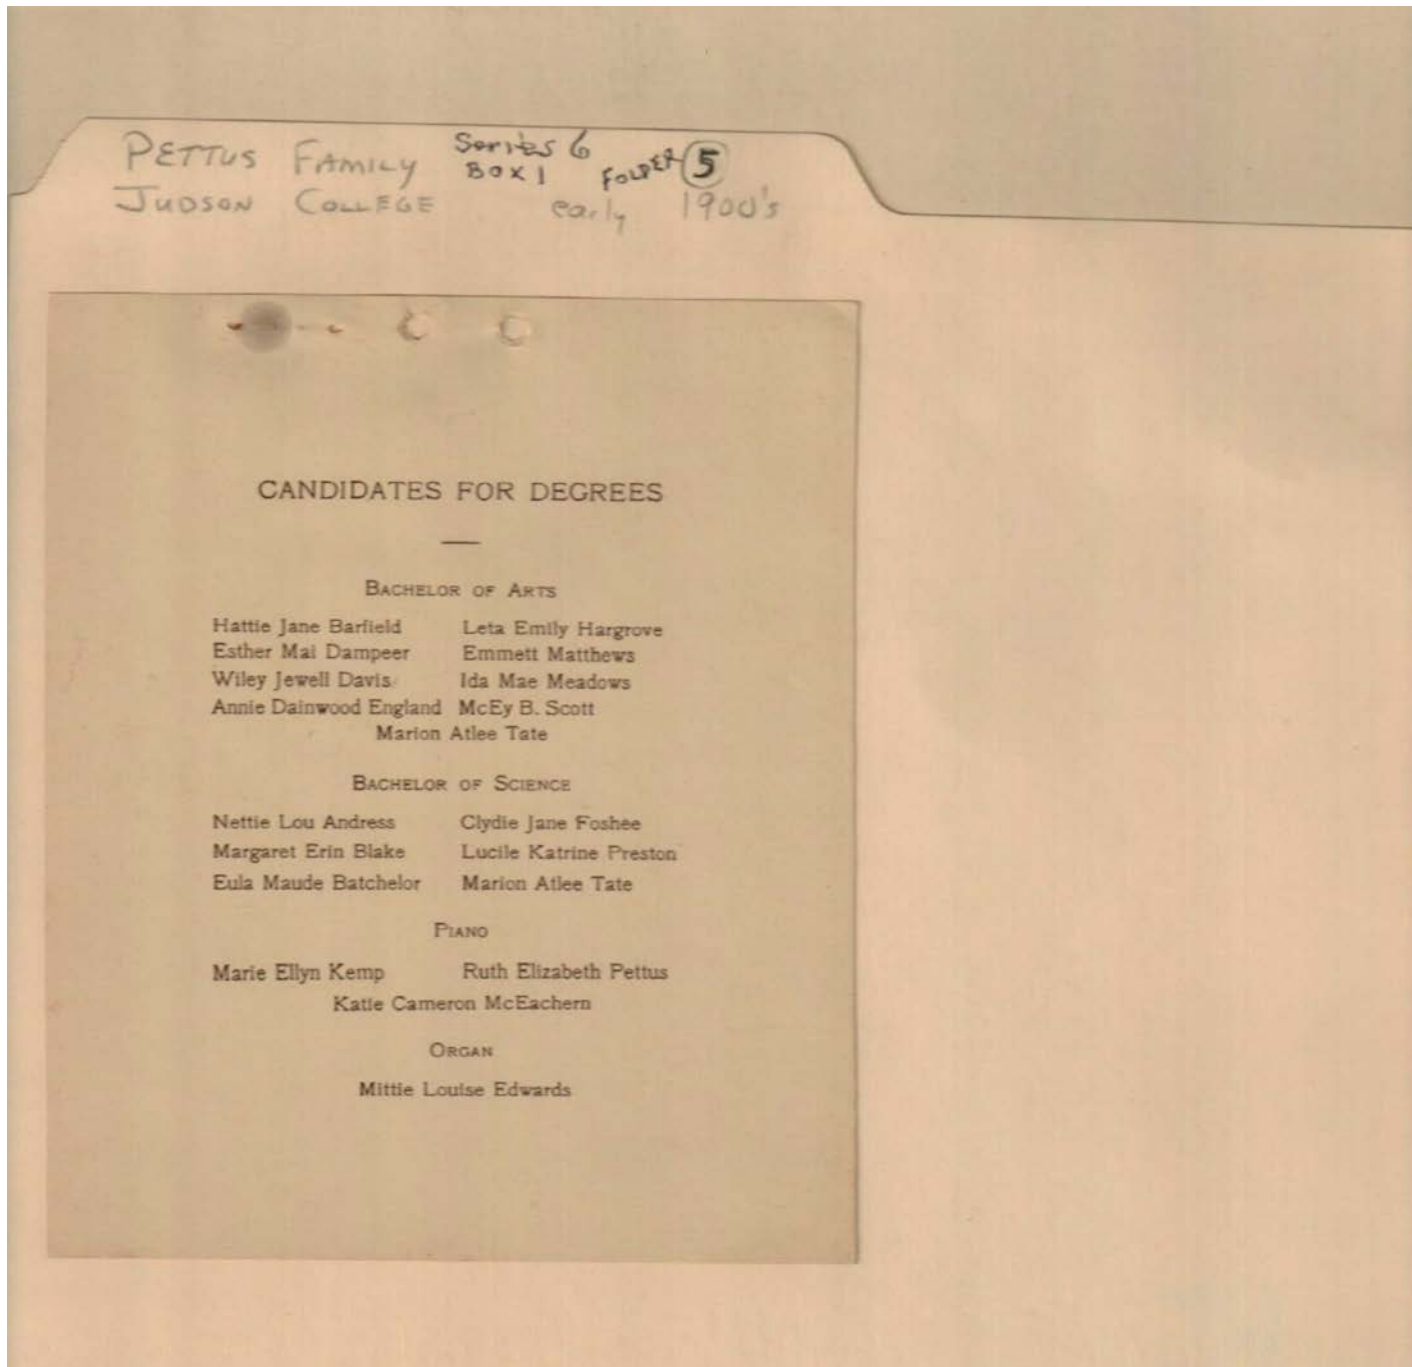 PETTUS FAMILY Series 6
BOX 1 FOLDER 5
JUDSON COLLEGE early 1900's
CANDIDATES FOR DEGREES
BACHELOR OF ARTS
Hattie Jane Barfield Leta Emily Hargrove
Esther Mai Dampeer Emmett Matthews
Wiley Jewell Davis Ida Mae Meadows
Annie Dainwood England McEy B. Scott
Marion Atlee Tate
BACHELOR OF SCIENCE
Nettie Lou Andress Clydie Jane Foshee
Margaret Erin Blake Lucile Katrine Preston
Eula Maude Batchelor Marion Atlee Tate
PIANO
Marie Ellyn Kemp Ruth Elizabeth Pettus
Katie Cameron McEachern
ORGAN
Mittie Louise Edwards